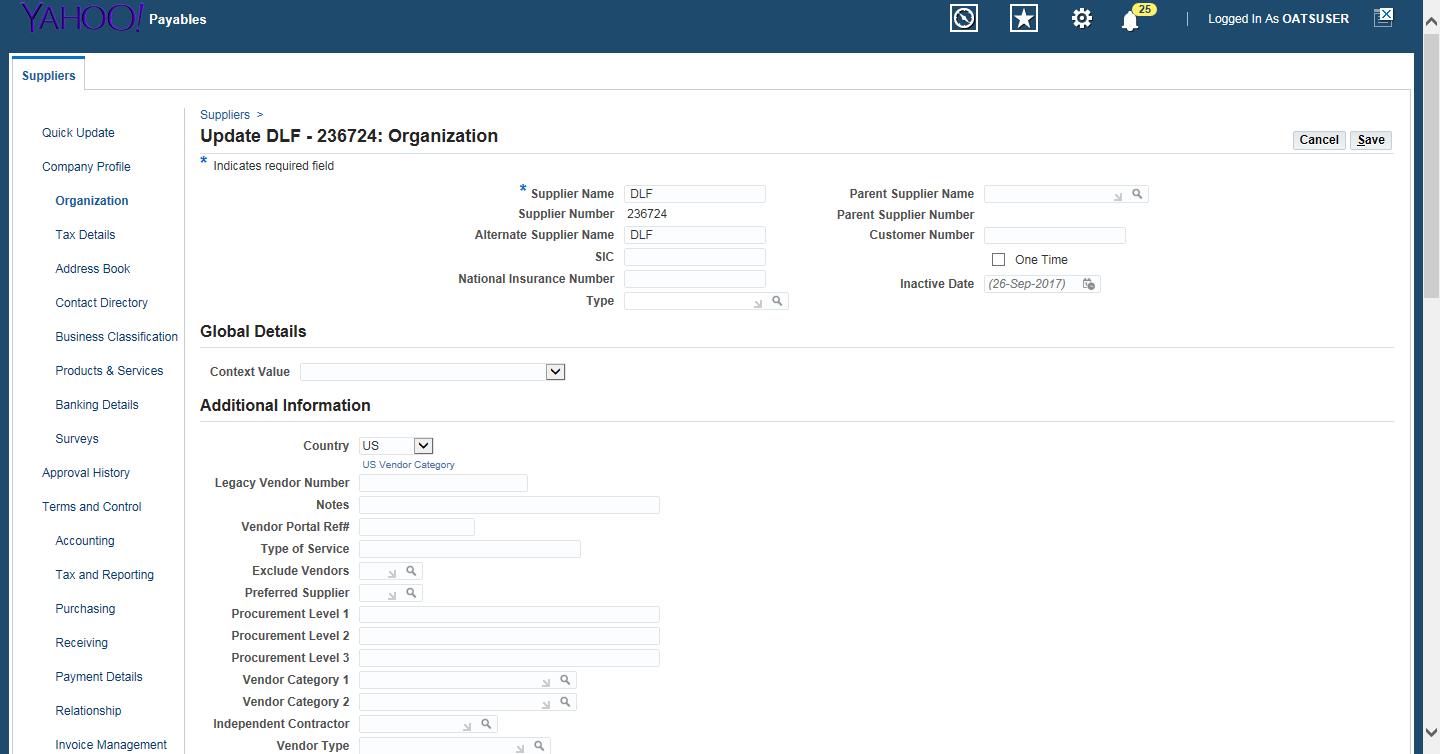 YAHOO! Payables
25
Logged In As OATSUSER
Suppliers
Quick Update
Company Profile
Organization
Tax Details
Address Book
Contact Directory
Business Classification
Products & Services
Banking Details
Surveys
Approval History
Terms and Control
Accounting
Tax and Reporting
Purchasing
Receiving
Payment Details
Relationship
Invoice Management
Suppliers >
Update DLF - 236724: Organization
Cancel Save
* Indicates required field
* Supplier Name DLF
Supplier Number 236724
Alternate Supplier Name DLF
SIC
National Insurance Number
Type
Parent Supplier Name
Parent Supplier Number
Customer Number
One Time
Inactive Date (26-Sep-2017)
Global Details
Context Value
Additional Information
Country US
US Vendor Category
Legacy Vendor Number
Notes
Vendor Portal Ref#
Type of Service
Exclude Vendors
Preferred Supplier
Procurement Level 1
Procurement Level 2
Procurement Level 3
Vendor Category 1
Vendor Category 2
Independent Contractor
Vendor Type